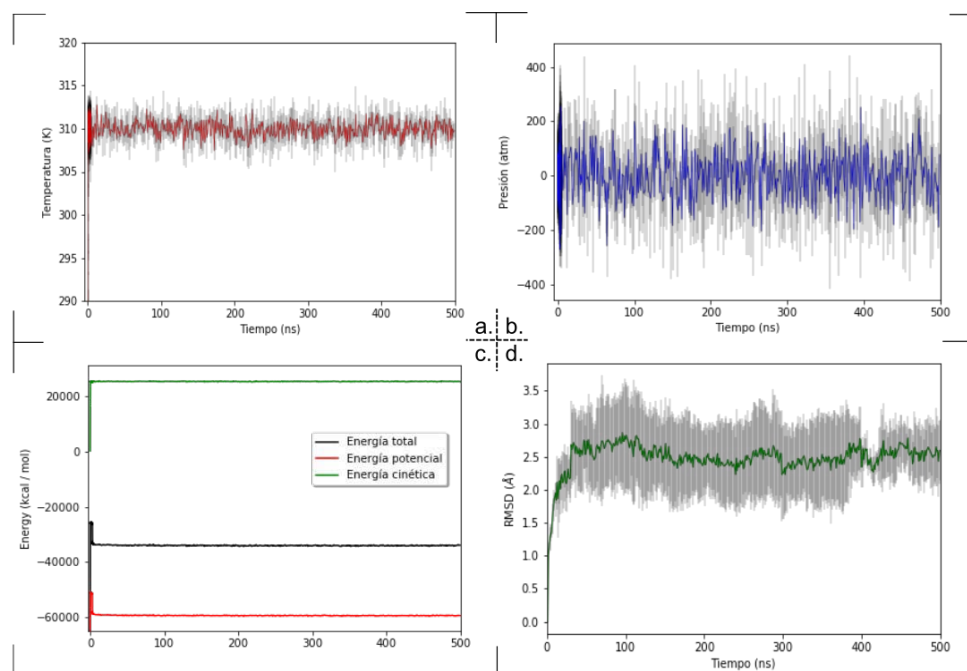 320
315
310
305
300
295
290
Temperatura (K)
0 100 200 300 400 500
Tiempo (ns)
400
200
0
−200
−400
Presión (atm)
0 100 200 300 400 500
Tiempo (ns)
a. b.
c. d.
20000
0
−20000
−40000
−60000
Energy (kcal / mol)
Energía total
Energía potencial
Energía cinética
0 100 200 300 400 500
3.5
3.0
2.5
2.0
1.5
1.0
0.5
0.0
RMSD (Å)
0 100 200 300 400 500
Tiempo (ns)